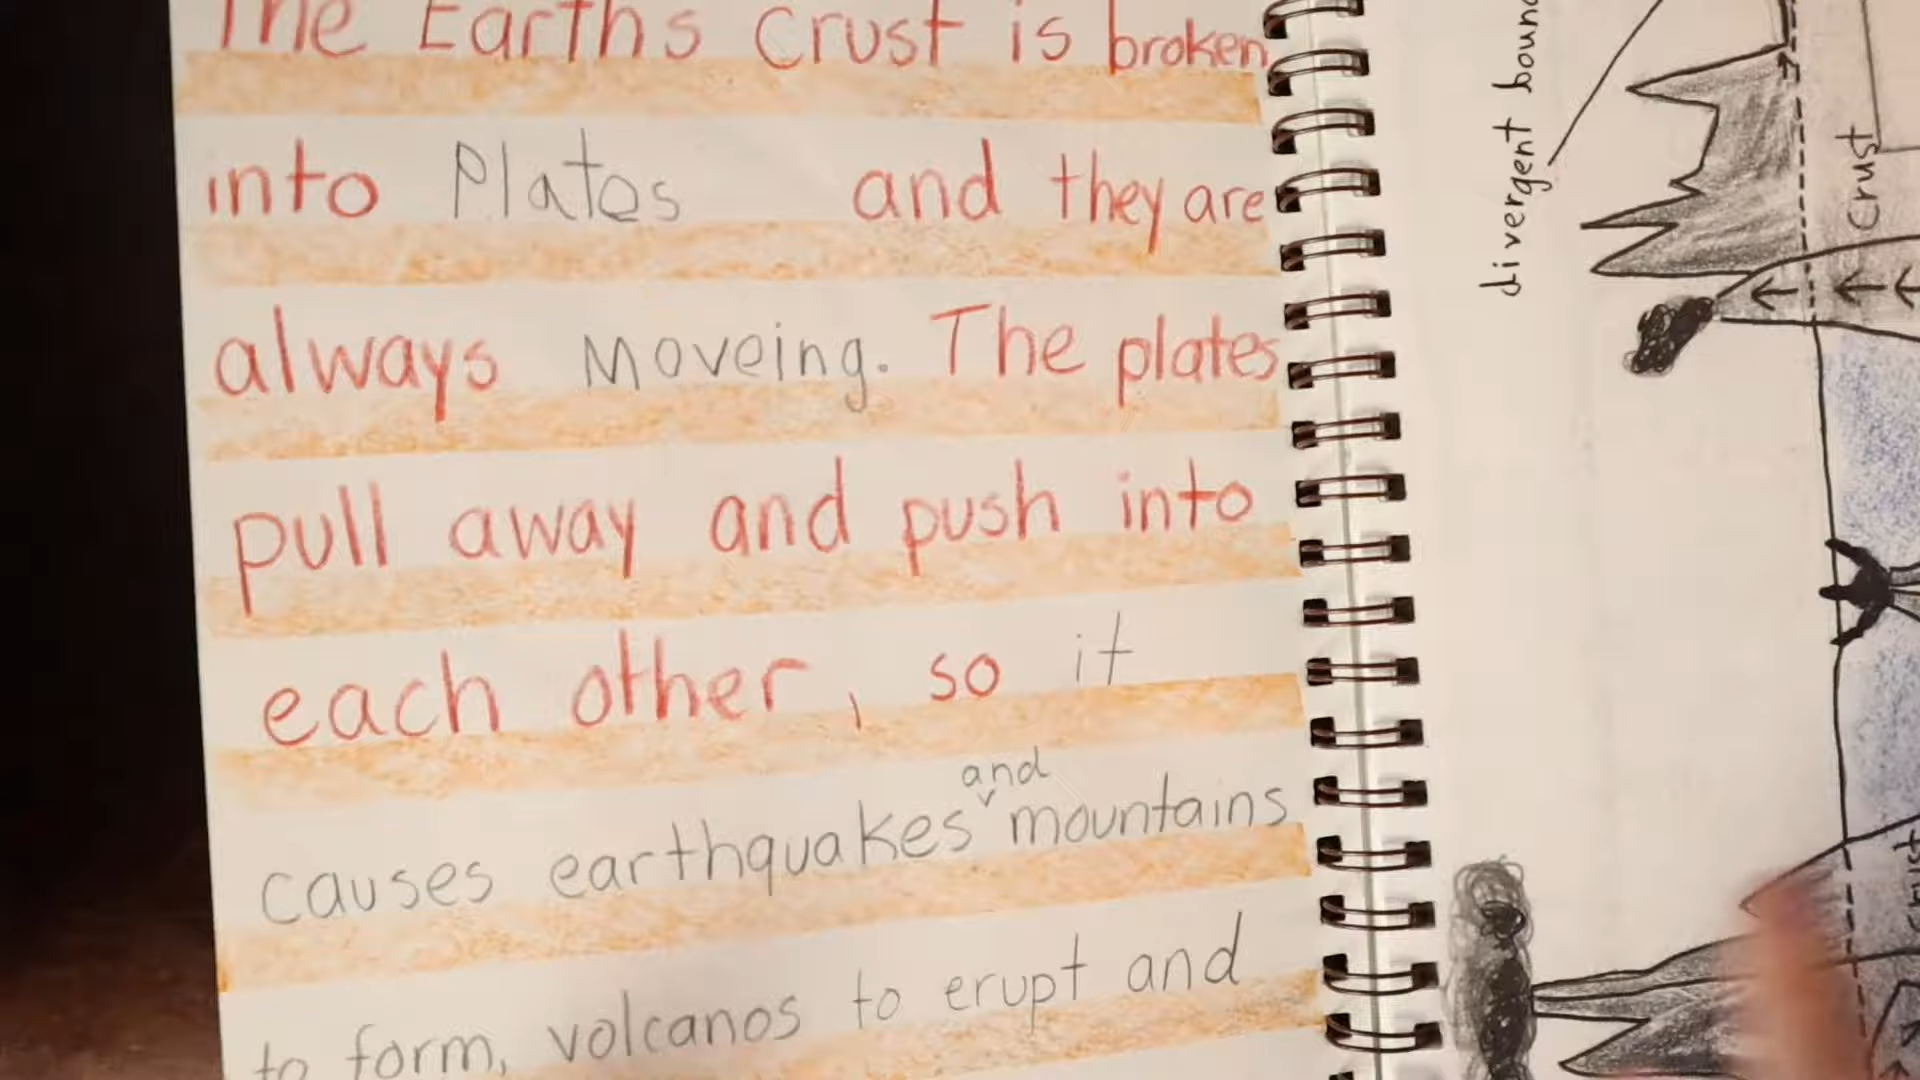 The Earths Crust is broken
into Plates and they are
always moveing. The plates
pull away and push into
each other, so it
and
causes earthquakes mountains
to form, volcanos to erupt and
divergent
crust
crust